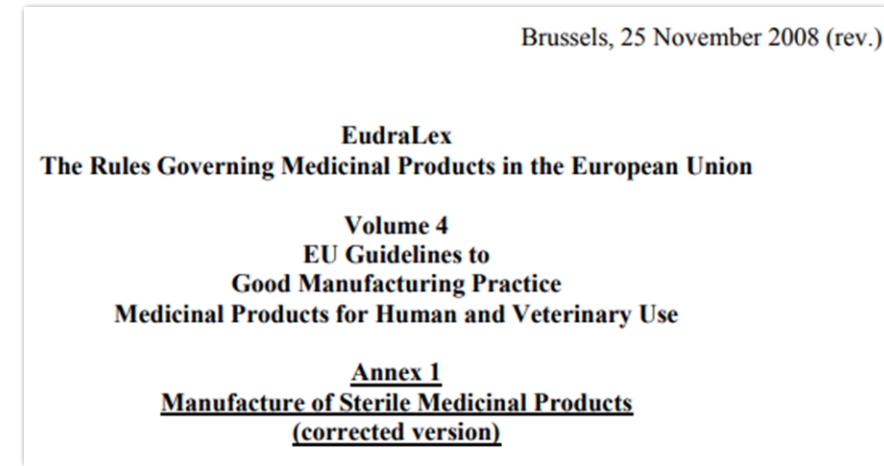 Brussels, 25 November 2008 (rev.)
EudraLex
The Rules Governing Medicinal Products in the European Union
Volume 4
EU Guidelines to
Good Manufacturing Practice
Medicinal Products for Human and Veterinary Use
Annex 1
Manufacture of Sterile Medicinal Products
(corrected version)